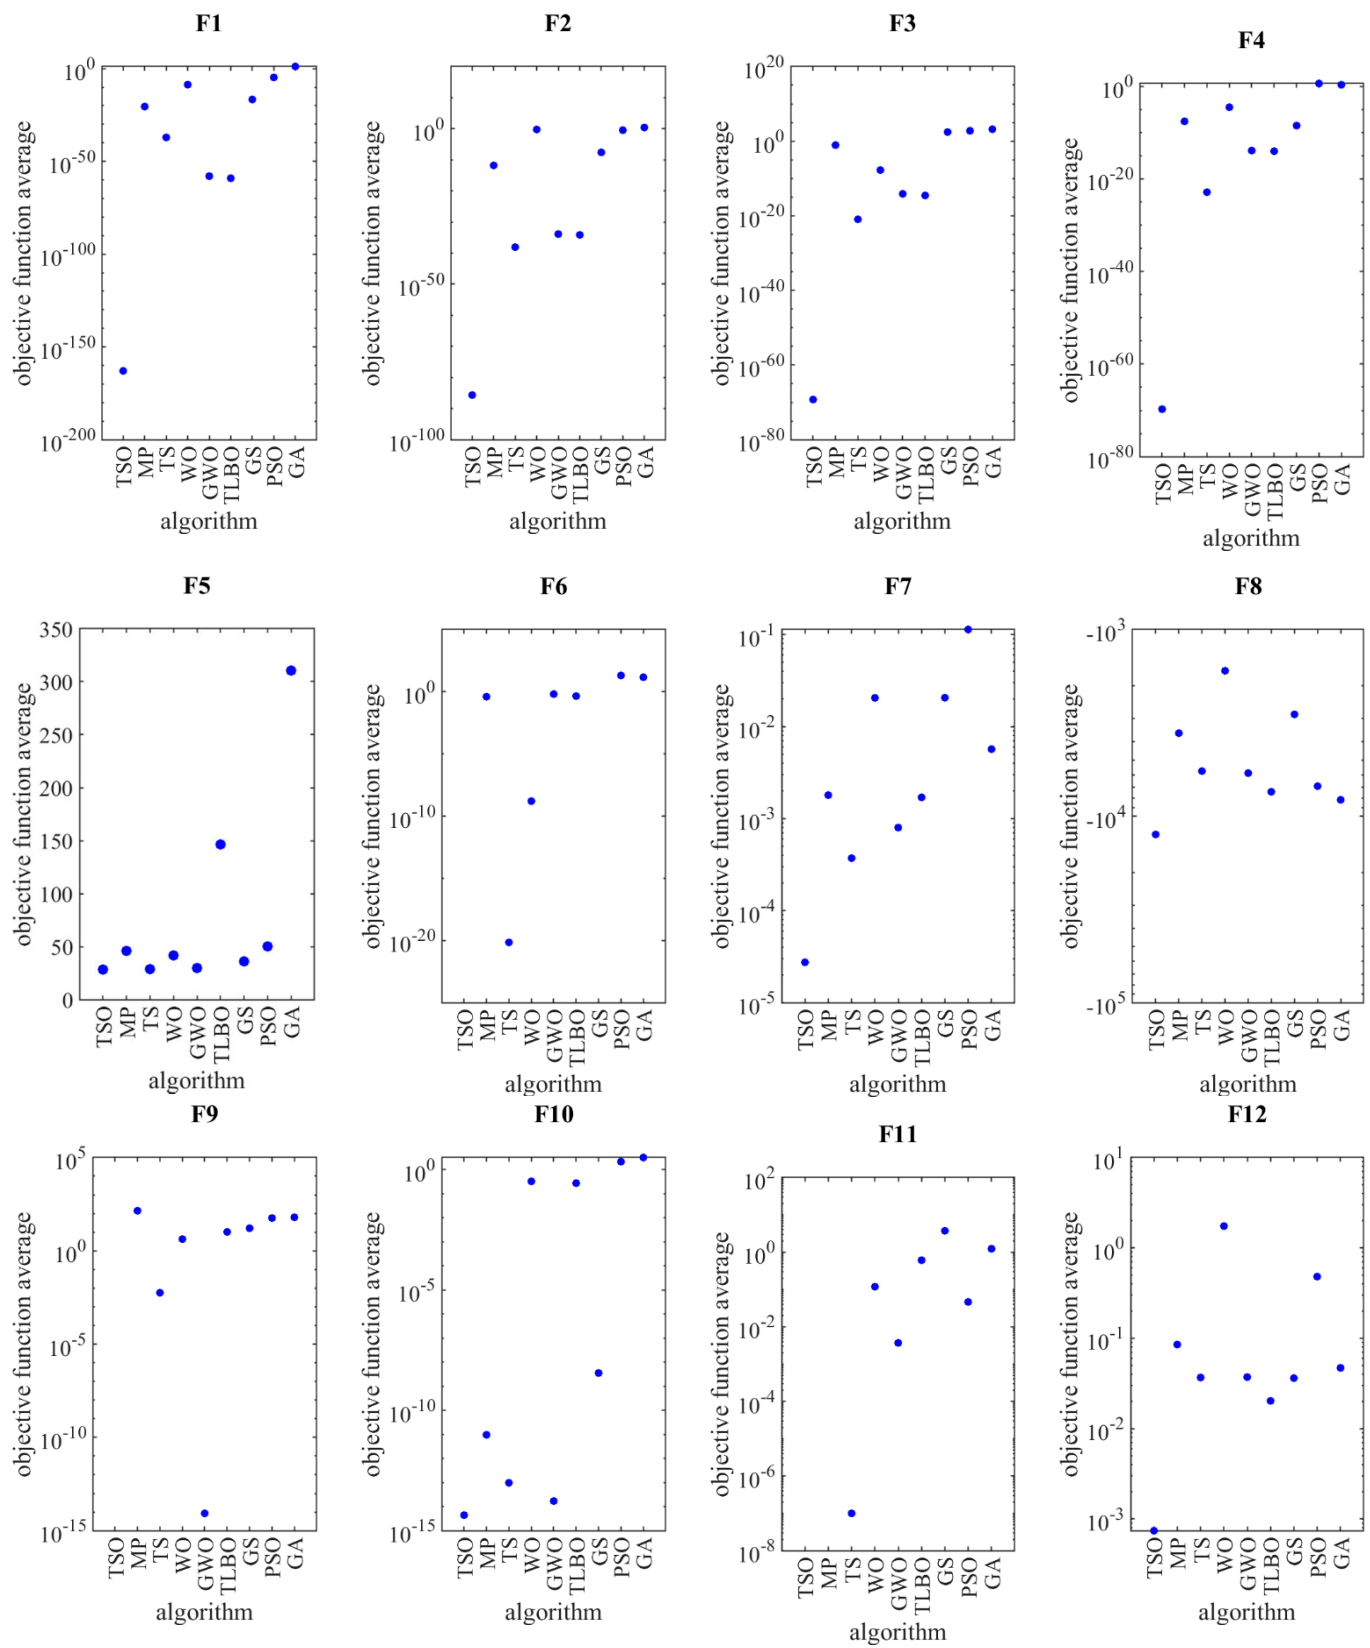 F1
objective function average
10^0
10^-50
10^-100
10^-150
10^-200
TSO
MP
TS
WO
GWO
TLBO
GS
PSO
GA
algorithm
F2
objective function average
10^0
10^-50
10^-100
TSO
MP
TS
WO
GWO
TLBO
GS
PSO
GA
algorithm
F3
objective function average
10^20
10^0
10^-20
10^-40
10^-60
10^-80
TSO
MP
TS
WO
GWO
TLBO
GS
PSO
GA
algorithm
F4
objective function average
10^0
10^-20
10^-40
10^-60
10^-80
TSO
MP
TS
WO
GWO
TLBO
GS
PSO
GA
algorithm
F5
objective function average
350
300
250
200
150
100
50
0
TSO
MP
TS
WO
GWO
TLBO
GS
PSO
GA
algorithm
F6
objective function average
10^0
10^-10
10^-20
TSO
MP
TS
WO
GWO
TLBO
GS
PSO
GA
algorithm
F7
objective function average
10^-1
10^-2
10^-3
10^-4
10^-5
TSO
MP
TS
WO
GWO
TLBO
GS
PSO
GA
algorithm
F8
objective function average
-10^3
-10^4
-10^5
TSO
MP
TS
WO
GWO
TLBO
GS
PSO
GA
algorithm
F9
objective function average
10^5
10^0
10^-5
10^-10
10^-15
TSO
MP
TS
WO
GWO
TLBO
GS
PSO
GA
algorithm
F10
objective function average
10^0
10^-5
10^-10
10^-15
TSO
MP
TS
WO
GWO
TLBO
GS
PSO
GA
algorithm
F11
objective function average
10^2
10^0
10^-2
10^-4
10^-6
10^-8
TSO
MP
TS
WO
GWO
TLBO
GS
PSO
GA
algorithm
F12
objective function average
10^1
10^0
10^-1
10^-2
10^-3
TSO
MP
TS
WO
GWO
TLBO
GS
PSO
GA
algorithm